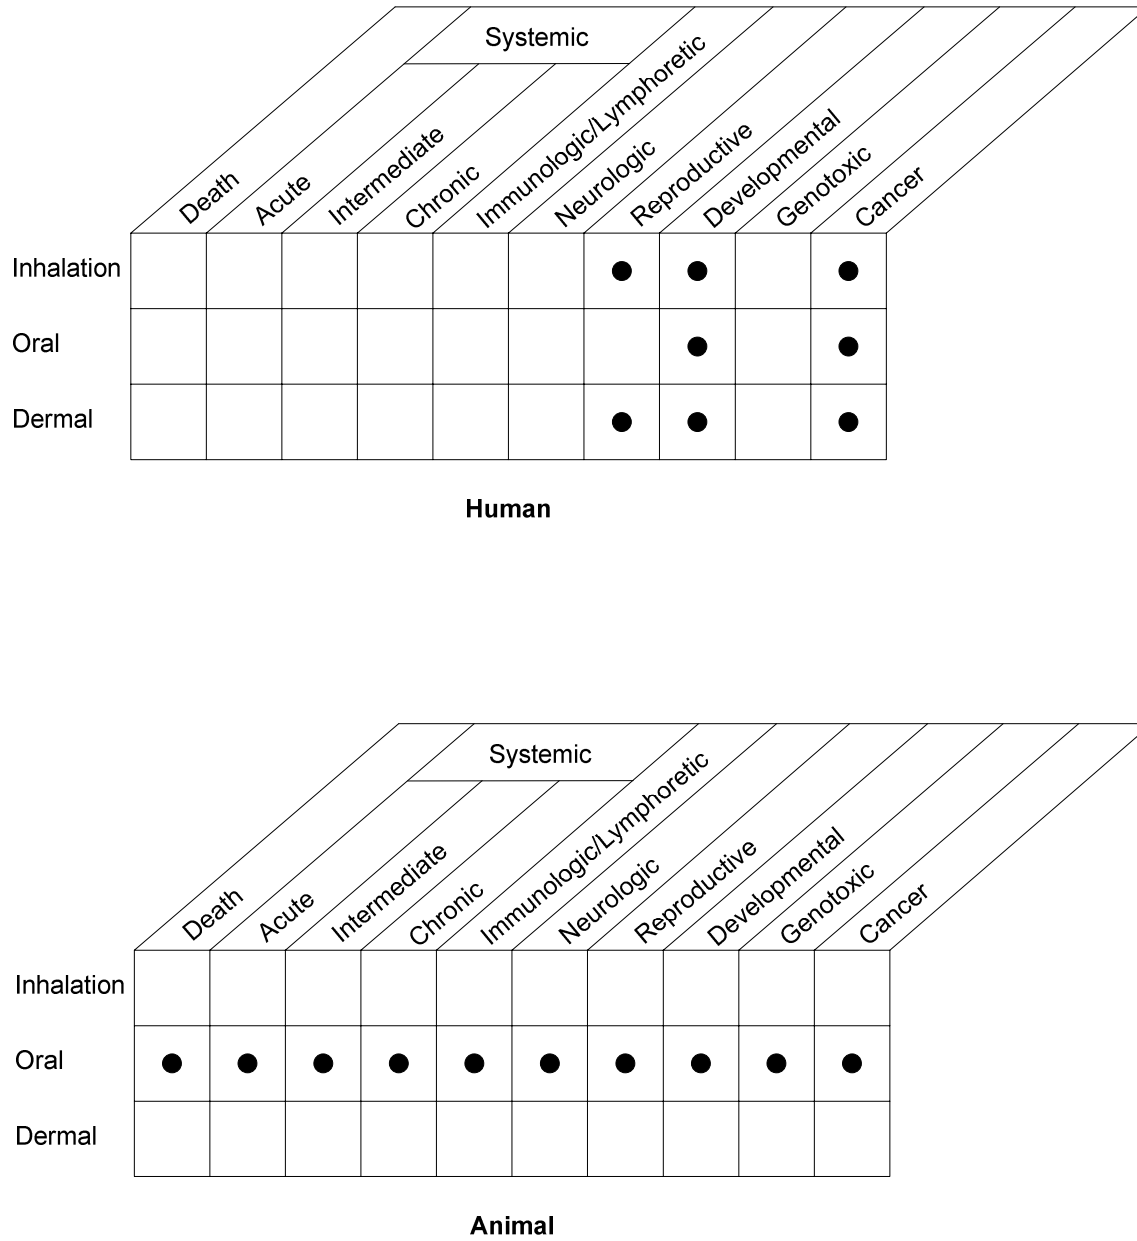 Systemic
Death
Acute
Intermediate
Chronic
Immunologic/Lymphoretic
Neurologic
Reproductive
Developmental
Genotoxic
Cancer
Inhalation
Oral
Dermal
Human
Systemic
Death
Acute
Intermediate
Chronic
Immunologic/Lymphoretic
Neurologic
Reproductive
Developmental
Genotoxic
Cancer
Inhalation
Oral
Dermal
Animal